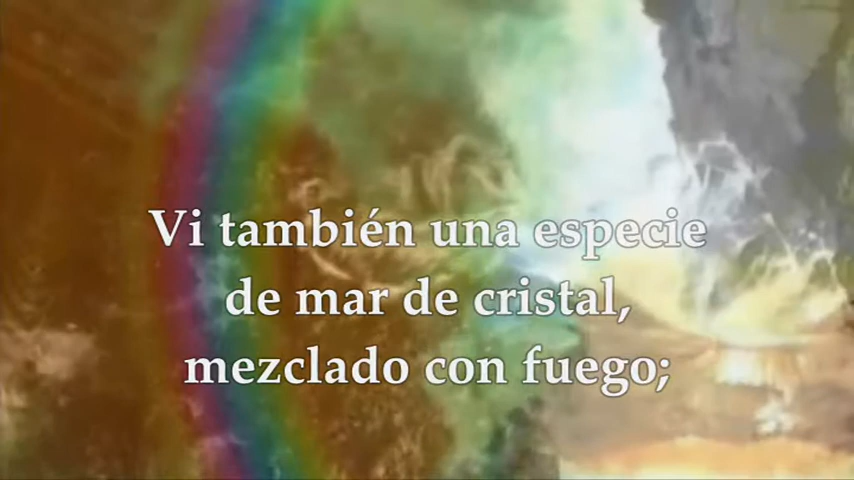 Vi también una especie
de mar de cristal,
mezclado con fuego;